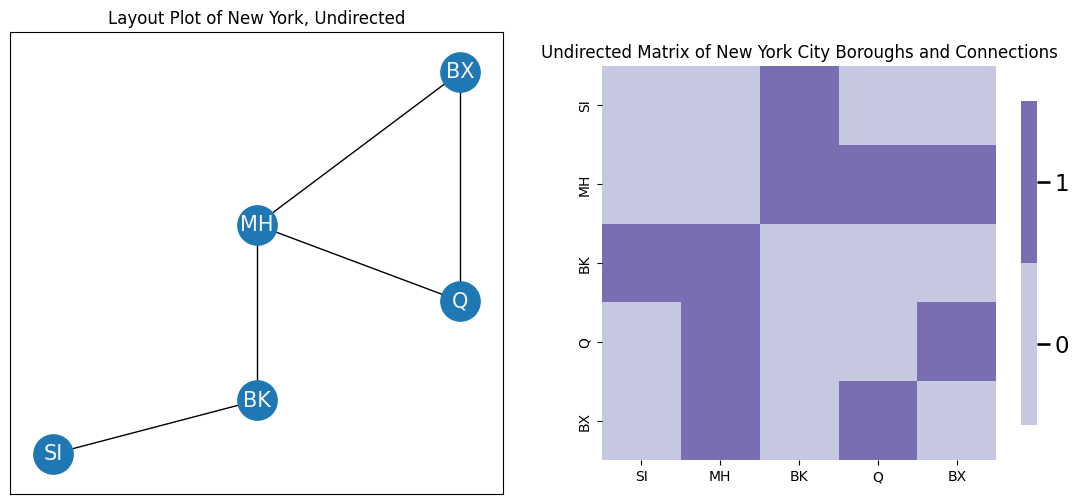 Layout Plot of New York, Undirected
BX
MH
Q
BK
SI
Undirected Matrix of New York City Boroughs and Connections
SI
MH
BK
Q
BX
SI MH BK Q BX
1
0